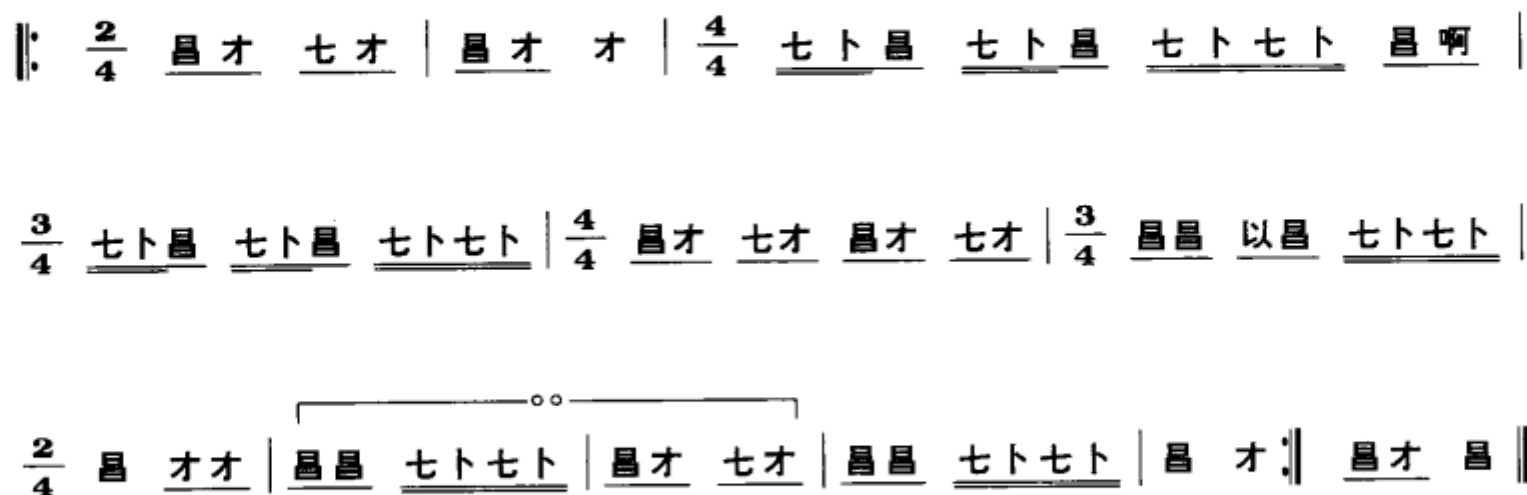 2/4 昌才 七才 | 昌才 才 | 4/4 七卜昌 七卜昌 七卜七卜 昌啊 |
3/4 七卜昌 七卜昌 七卜七卜 | 4/4 昌才 七才 昌才 七才 | 3/4 昌昌 以昌 七卜七卜 |
2/4 昌 才才 | 昌昌 七卜七卜 | 昌才 七才 | 昌昌 七卜七卜 | 昌 才 :‖ 昌才 昌 ‖